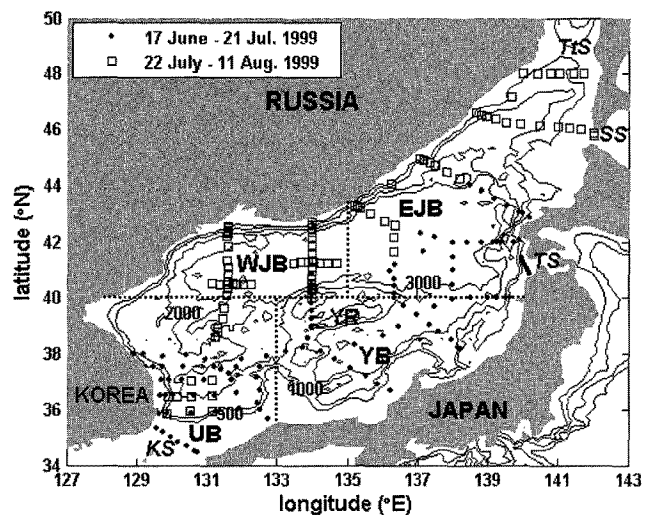 17 June - 21 Jul. 1999
22 July - 11 Aug. 1999
TtS
RUSSIA
SS
EJB
WJB
TS
3000
2000
YR
YB
KOREA
1000
500
JAPAN
UB
KS
50
48
46
44
42
40
38
36
34
latitude (°N)
127 129 131 133 135 137 139 141 143
longitude (°E)